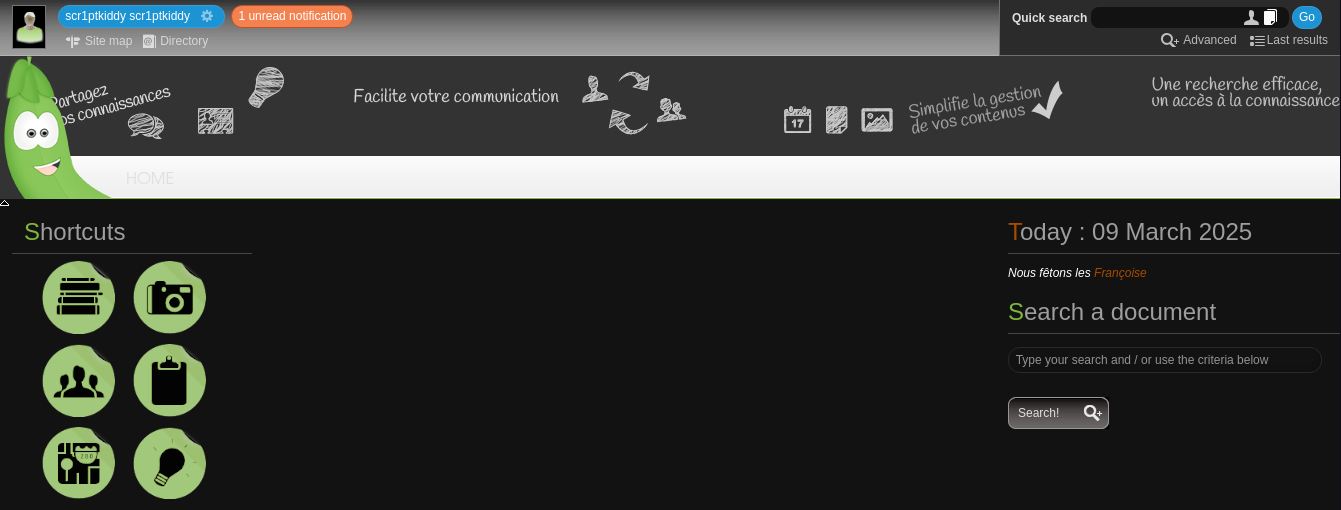 scr1ptkiddy scr1ptkiddy
1 unread notification
Quick search
Go
Site map
Directory
Advanced
Last results
Partagez
vos connaissances
Facilite votre communication
17
Simplifie la gestion
de vos contenus
Une recherche efficace,
un accès à la connaissance
HOME
Shortcuts
Today : 09 March 2025
Nous fêtons les Françoise
Search a document
Type your search and / or use the criteria below
Search!